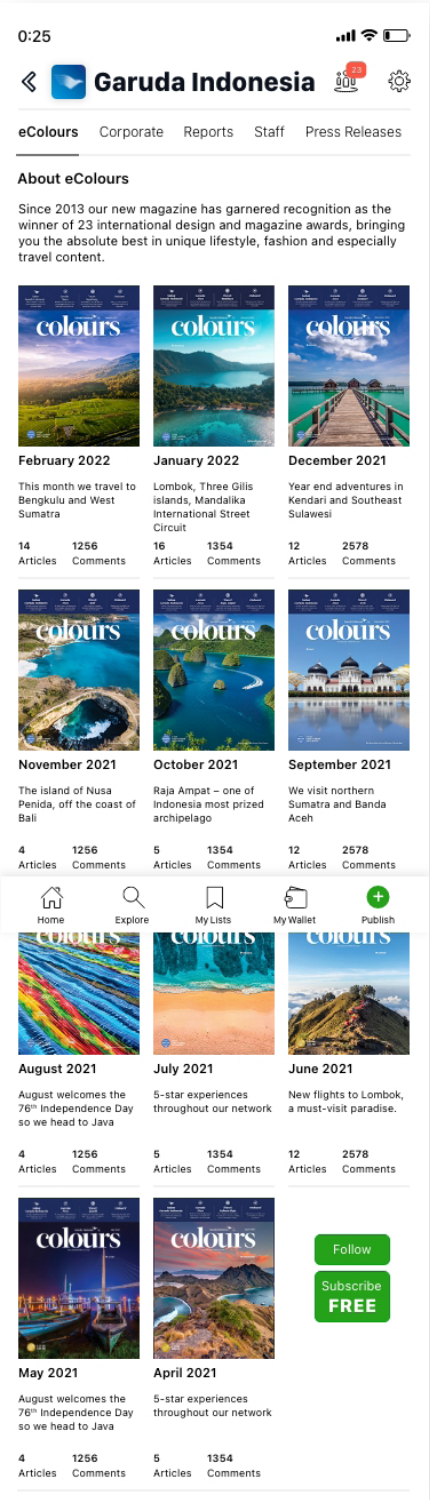 0:25
Garuda Indonesia
23
eColours Corporate Reports Staff Press Releases
About eColours
Since 2013 our new magazine has garnered recognition as the
winner of 23 international design and magazine awards, bringing
you the absolute best in unique lifestyle, fashion and especially
travel content.
colours
colours
colours
February 2022
This month we travel to
Bengkulu and West
Sumatra
14 1256
Articles Comments
January 2022
Lombok, Three Gilis
islands, Mandalika
International Street
Circuit
16 1354
Articles Comments
December 2021
Year end adventures in
Kendari and Southeast
Sulawesi
12 2578
Articles Comments
colours
colours
colours
November 2021
The island of Nusa
Penida, off the coast of
Bali
4 1256
Articles Comments
October 2021
Raja Ampat – one of
Indonesia most prized
archipelago
5 1354
Articles Comments
September 2021
We visit northern
Sumatra and Banda
Aceh
12 2578
Articles Comments
Home Explore My Lists My Wallet Publish
colours
colours
colours
August 2021
August welcomes the
76th Independence Day
so we head to Java
4 1256
Articles Comments
July 2021
5-star experiences
throughout our network
5 1354
Articles Comments
June 2021
New flights to Lombok,
a must-visit paradise.
12 2578
Articles Comments
colours
colours
Follow
Subscribe
FREE
May 2021
August welcomes the
76th Independence Day
so we head to Java
4 1256
Articles Comments
April 2021
5-star experiences
throughout our network
5 1354
Articles Comments